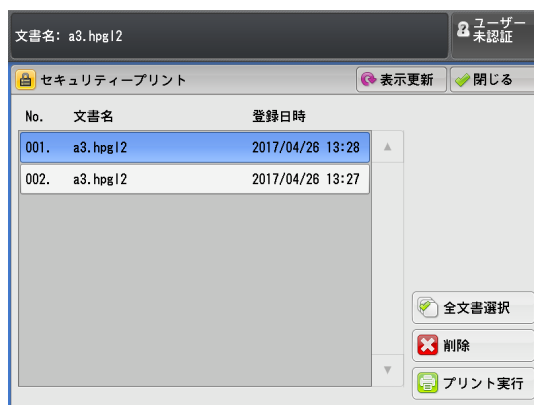 文書名: a3.hpgl2
ユーザー
未認証
セキュリティープリント 表示更新 閉じる
No. 文書名 登録日時
001. a3.hpgl2 2017/04/26 13:28
002. a3.hpgl2 2017/04/26 13:27
全文書選択
削除
プリント実行